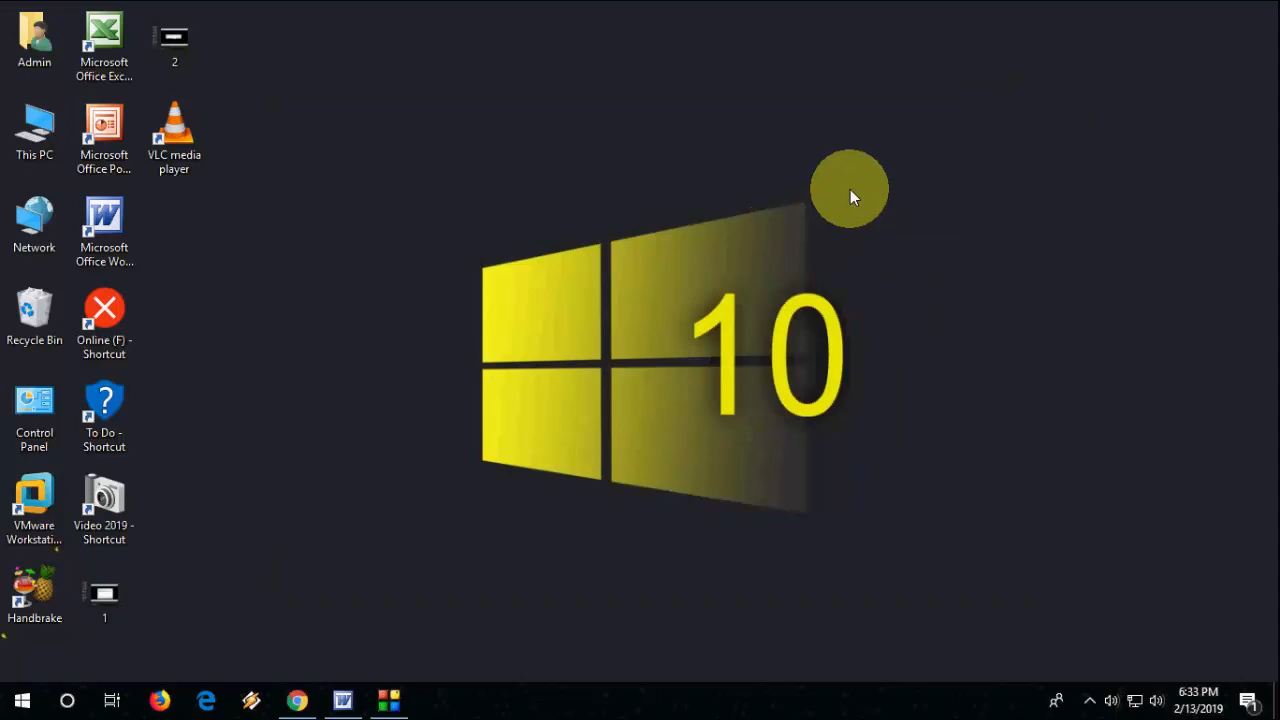 Admin
Microsoft
Office Exc...
2
This PC
Microsoft
Office Po...
VLC media
player
Network
Microsoft
Office Wo...
Recycle Bin
Online (F) -
Shortcut
Control
Panel
To Do -
Shortcut
VMware
Workstati...
Video 2019 -
Shortcut
Handbrake
1
10
6:33 PM
2/13/2019
1